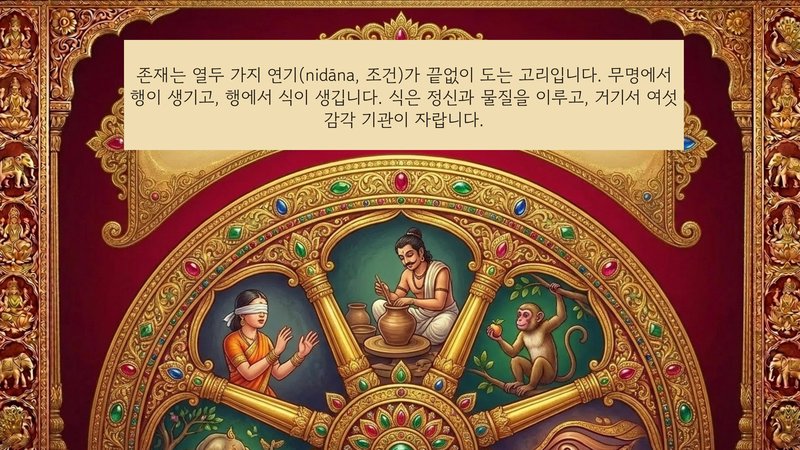 존재는 열두 가지 연기(nidāna, 조건)가 끝없이 도는 고리입니다. 무명에서
행이 생기고, 행에서 식이 생깁니다. 식은 정신과 물질을 이루고, 거기서 여섯
감각 기관이 자랍니다.